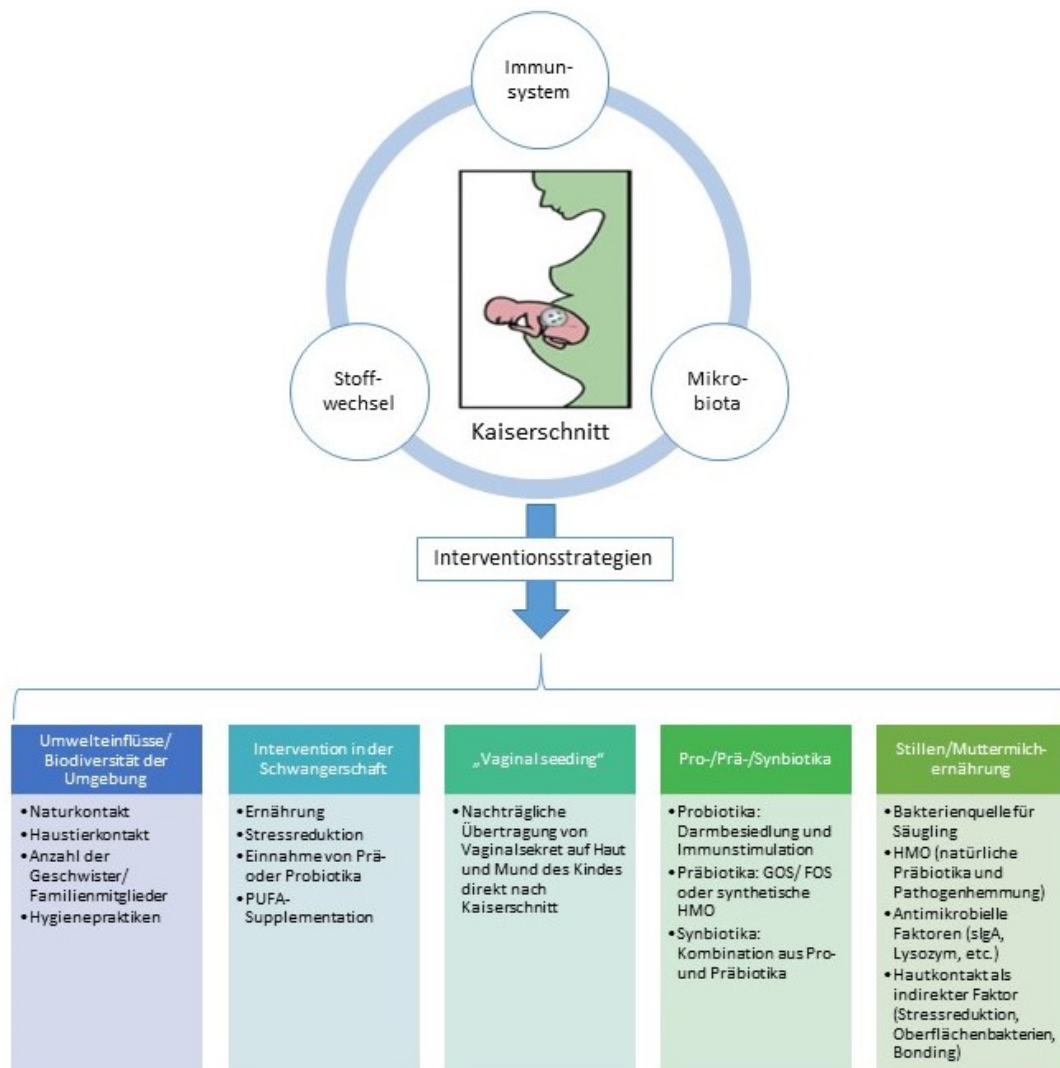 Immun-
system
Stoff-
wechsel
Mikro-
biota
Kaiserschnitt
Interventionsstrategien
Umwelteinflüsse/
Biodiversität der
Umgebung
• Naturkontakt
• Haustierkontakt
• Anzahl der
Geschwister/
Familienmitglieder
• Hygienepraktiken
Intervention in der
Schwangerschaft
• Ernährung
• Stressreduktion
• Einnahme von Prä-
oder Probiotika
• PUFA-
Supplementation
„Vaginal seeding“
• Nachträgliche
Übertragung von
Vaginalsekret auf Haut
und Mund des Kindes
direkt nach
Kaiserschnitt
Pro-/Prä-/Synbiotika
• Probiotika:
Darmbesiedlung und
Immunstimulation
• Präbiotika: GOS/ FOS
oder synthetische
HMO
• Synbiotika:
Kombination aus Pro-
und Präbiotika
Stillen/Muttermilch-
ernährung
• Bakterienquelle für
Säugling
• HMO (natürliche
Präbiotika und
Pathogenhemmung)
• Antimikrobielle
Faktoren (sIgA,
Lysozym, etc.)
• Hautkontakt als
indirekter Faktor
(Stressreduktion,
Oberflächenbakterien,
Bonding)